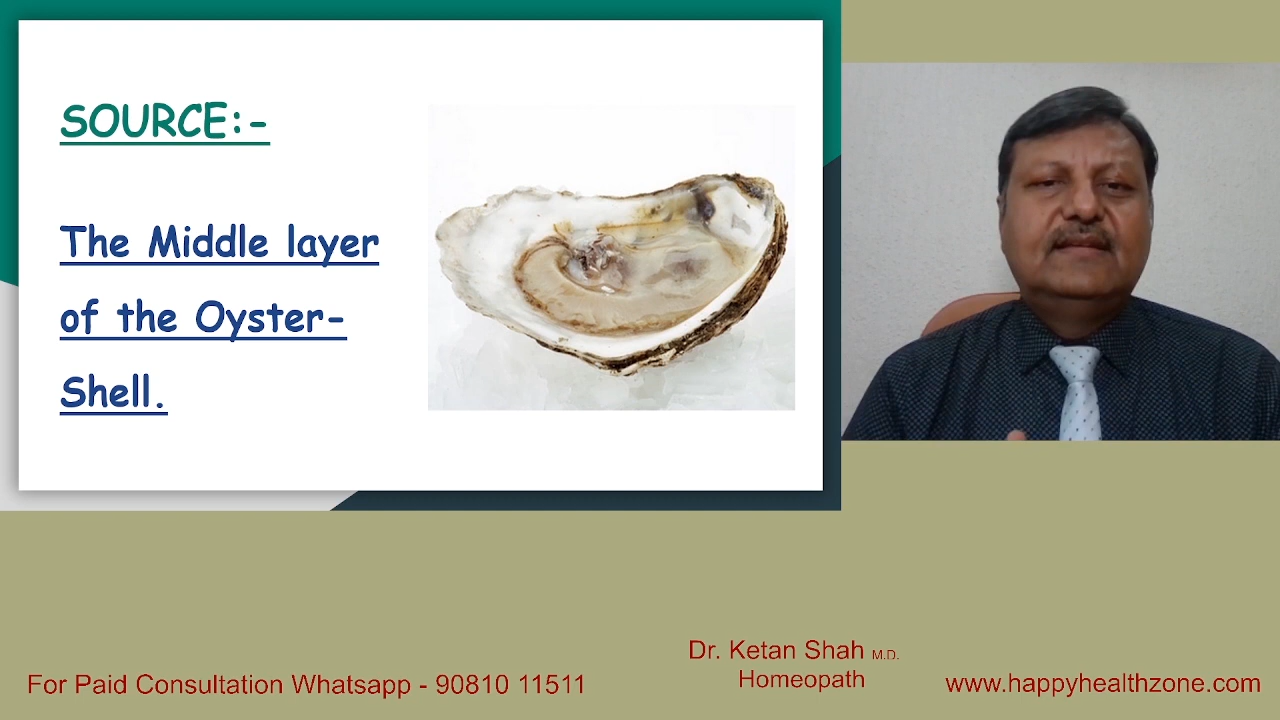 SOURCE:-
The Middle layer
of the Oyster-
Shell.
Dr. Ketan Shah M.D.
Homeopath
For Paid Consultation Whatsapp - 90810 11511
www.happyhealthzone.com